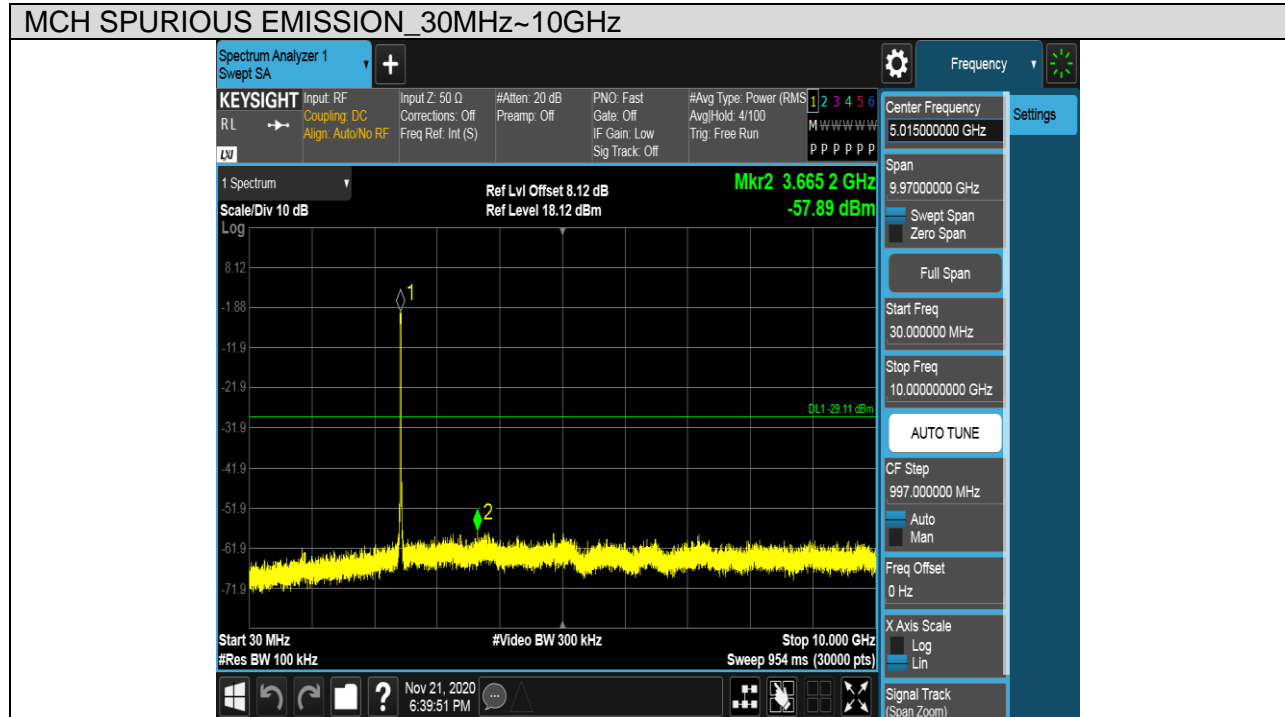 MCH SPURIOUS EMISSION_30MHz~10GHz
Spectrum Analyzer 1
Swept SA
+
Frequency
KEYSIGHT
RL
LXI
Input: RF
Coupling: DC
Align: Auto/No RF
Input Z: 50 Ω
Corrections: Off
Freq Ref: Int (S)
#Atten: 20 dB
Preamp: Off
PNO: Fast
Gate: Off
IF Gain: Low
Sig Track: Off
#Avg Type: Power (RMS
Avg|Hold: 4/100
Trig: Free Run
1 2 3 4 5 6
M W W W W W
P P P P P P
1 Spectrum
Scale/Div 10 dB
Ref Lvl Offset 8.12 dB
Ref Level 18.12 dBm
Mkr2 3.665 2 GHz
-57.89 dBm
Log
8.12
-1.88
-11.9
-21.9
-31.9
-41.9
-51.9
-61.9
-71.9
1
2
DL1 -29.11 dBm
Start 30 MHz
#Res BW 100 kHz
#Video BW 300 kHz
Stop 10.000 GHz
Sweep 954 ms (30000 pts)
Center Frequency
5.015000000 GHz
Settings
Span
9.97000000 GHz
Swept Span
Zero Span
Full Span
Start Freq
30.000000 MHz
Stop Freq
10.000000000 GHz
AUTO TUNE
CF Step
997.000000 MHz
Auto
Man
Freq Offset
0 Hz
X Axis Scale
Log
Lin
Signal Track
(Span Zoom)
?
Nov 21, 2020
6:39:51 PM